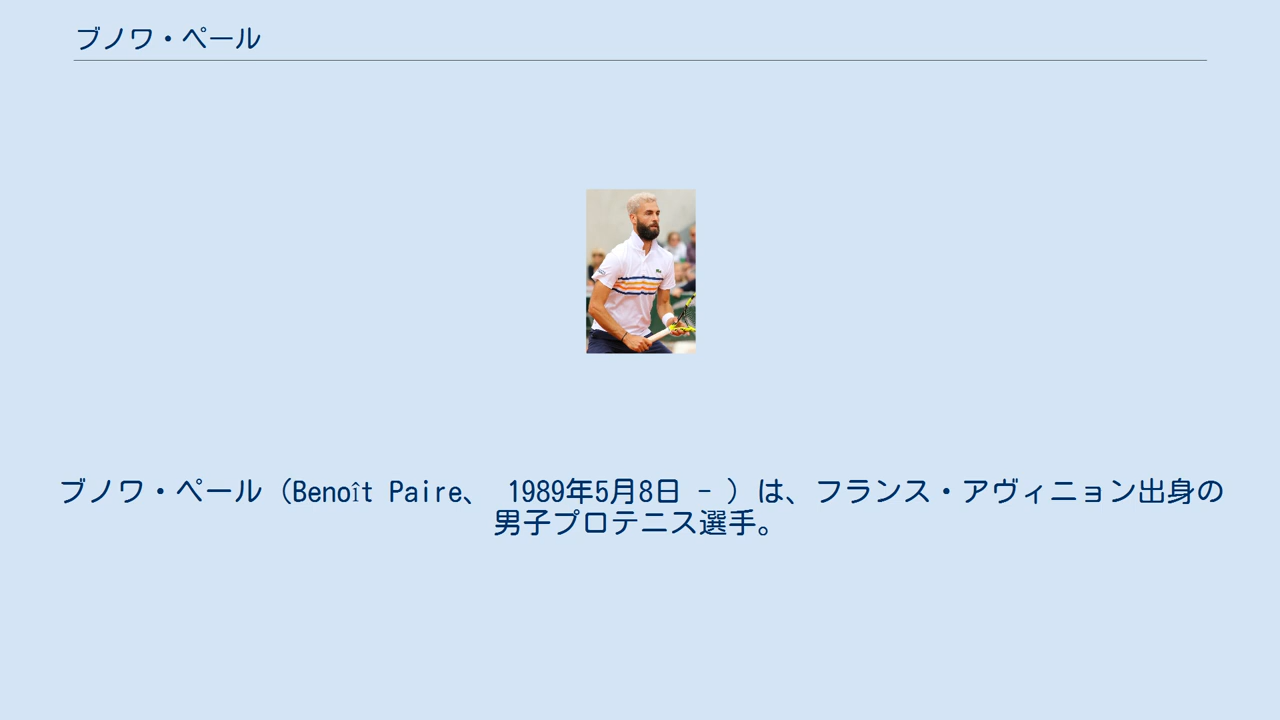 ブノワ・ペール
ブノワ・ペール（Benoît Paire、 1989年5月8日 - ）は、フランス・アヴィニョン出身の
男子プロテニス選手。